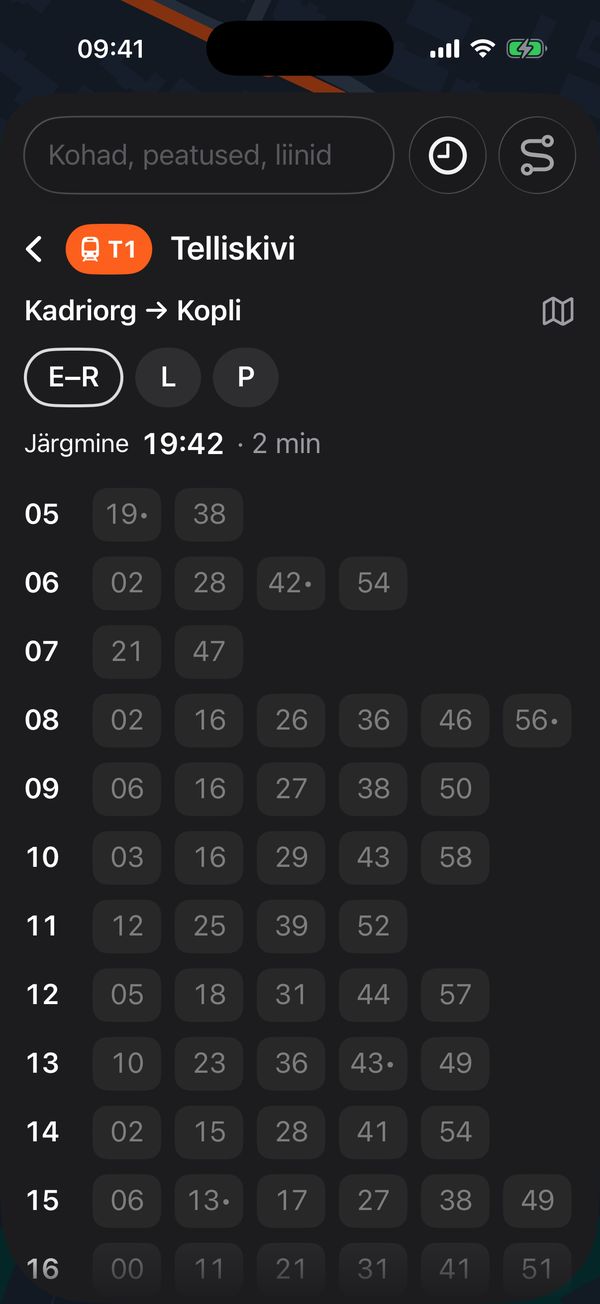 09:41
Kohad, peatused, liinid
T1 Telliskivi
Kadriorg → Kopli
E–R L P
Järgmine 19:42 · 2 min
05 19• 38
06 02 28 42• 54
07 21 47
08 02 16 26 36 46 56•
09 06 16 27 38 50
10 03 16 29 43 58
11 12 25 39 52
12 05 18 31 44 57
13 10 23 36 43• 49
14 02 15 28 41 54
15 06 13• 17 27 38 49
16 00 11 21 31 41 51